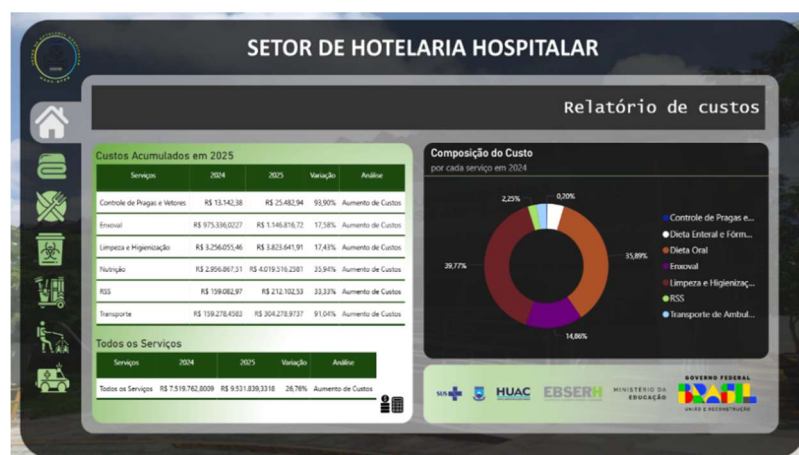 SETOR DE HOTELARIA HOSPITALAR
Relatório de custos
Custos Acumulados em 2025
Serviços 2024 2025 Variação Análise
Controle de Pragas e Vetores R$ 13.142,38 R$ 25.482,94 93,90% Aumento de Custos
Enxoval R$ 975.336,0227 R$ 1.146.816,72 17,58% Aumento de Custos
Limpeza e Higienização R$ 3.256.055,46 R$ 3.823.641,91 17,43% Aumento de Custos
Nutrição R$ 2.956.867,51 R$ 4.019.516,2581 35,94% Aumento de Custos
RSS R$ 159.082,97 R$ 212.102,53 33,33% Aumento de Custos
Transporte R$ 159.278,4583 R$ 304.278,9737 91,04% Aumento de Custos
Todos os Serviços
Serviços 2024 2025 Variação Análise
Todos os Serviços R$ 7.519.762,8009 R$ 9.531.839,3318 26,76% Aumento de Custos
Composição do Custo
por cada serviço em 2024
2,25%
0,20%
39,77%
35,89%
14,86%
Controle de Pragas e...
Dieta Enteral e Fórm...
Dieta Oral
Enxoval
Limpeza e Higienizaç...
RSS
Transporte de Ambul...
SUS
HUAC
EBSERH
MINISTÉRIO DA
EDUCAÇÃO
GOVERNO FEDERAL
BRASIL
UNIÃO E RECONSTRUÇÃO